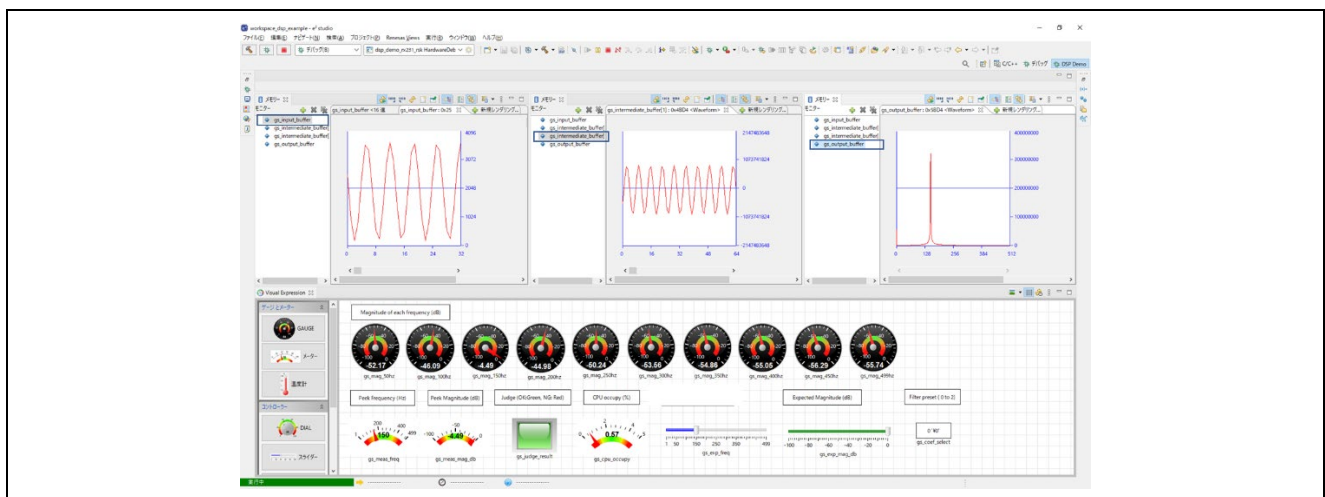 workspace_dsp_example - e² studio
ファイル(F) 編集(E) ナビゲート(N) 検索(A) プロジェクト(P) Renesas Views 実行(R) ウィンドウ(W) ヘルプ(H)
デバッグ(B)
C/C++ デバッグ DSP Demo
メモリー メモリー メモリー
モニター モニター モニター
gs_input_buffer
gs_intermediate_buffer[
gs_intermediate_buffer[
gs_output_buffer
新規レンダリング...
4096
3072
2048
1024
0
0 8 16 24 32
gs_input_buffer
gs_intermediate_buffer[
gs_intermediate_buffer[
gs_output_buffer
新規レンダリング...
2147483648
1073741824
0
-1073741824
-2147483648
0 16 32 48 64
gs_input_buffer
gs_intermediate_buffer[
gs_intermediate_buffer[
gs_output_buffer
新規レンダリング...
400000000
300000000
200000000
100000000
0
0 128 256 384 512
Visual Expression
ゲージとメーター
GAUGE
メーター
温度計
コントローラー
DIAL
スライダー
Magnitude of each frequency (dB)
-52.17 -46.09 -4.49 -44.98 -50.24 -53.56 -54.88 -55.05 -56.29 -55.74
gs_mag_50hz gs_mag_100hz gs_mag_150hz gs_mag_200hz gs_mag_250hz gs_mag_300hz gs_mag_350hz gs_mag_400hz gs_mag_450hz gs_mag_499hz
Peak frequency (Hz) Peak Magnitude (dB) Judge (OK:Green, NG: Red) CPU occupy (%) Expected Magnitude (dB) Filter preset ( 0 to 2)
150 -4.49 0.57
gs_meas_freq gs_meas_mag_db gs_judge_result gs_cpu_occupy gs_exp_freq gs_exp_mag_db gs_coef_select
実行中